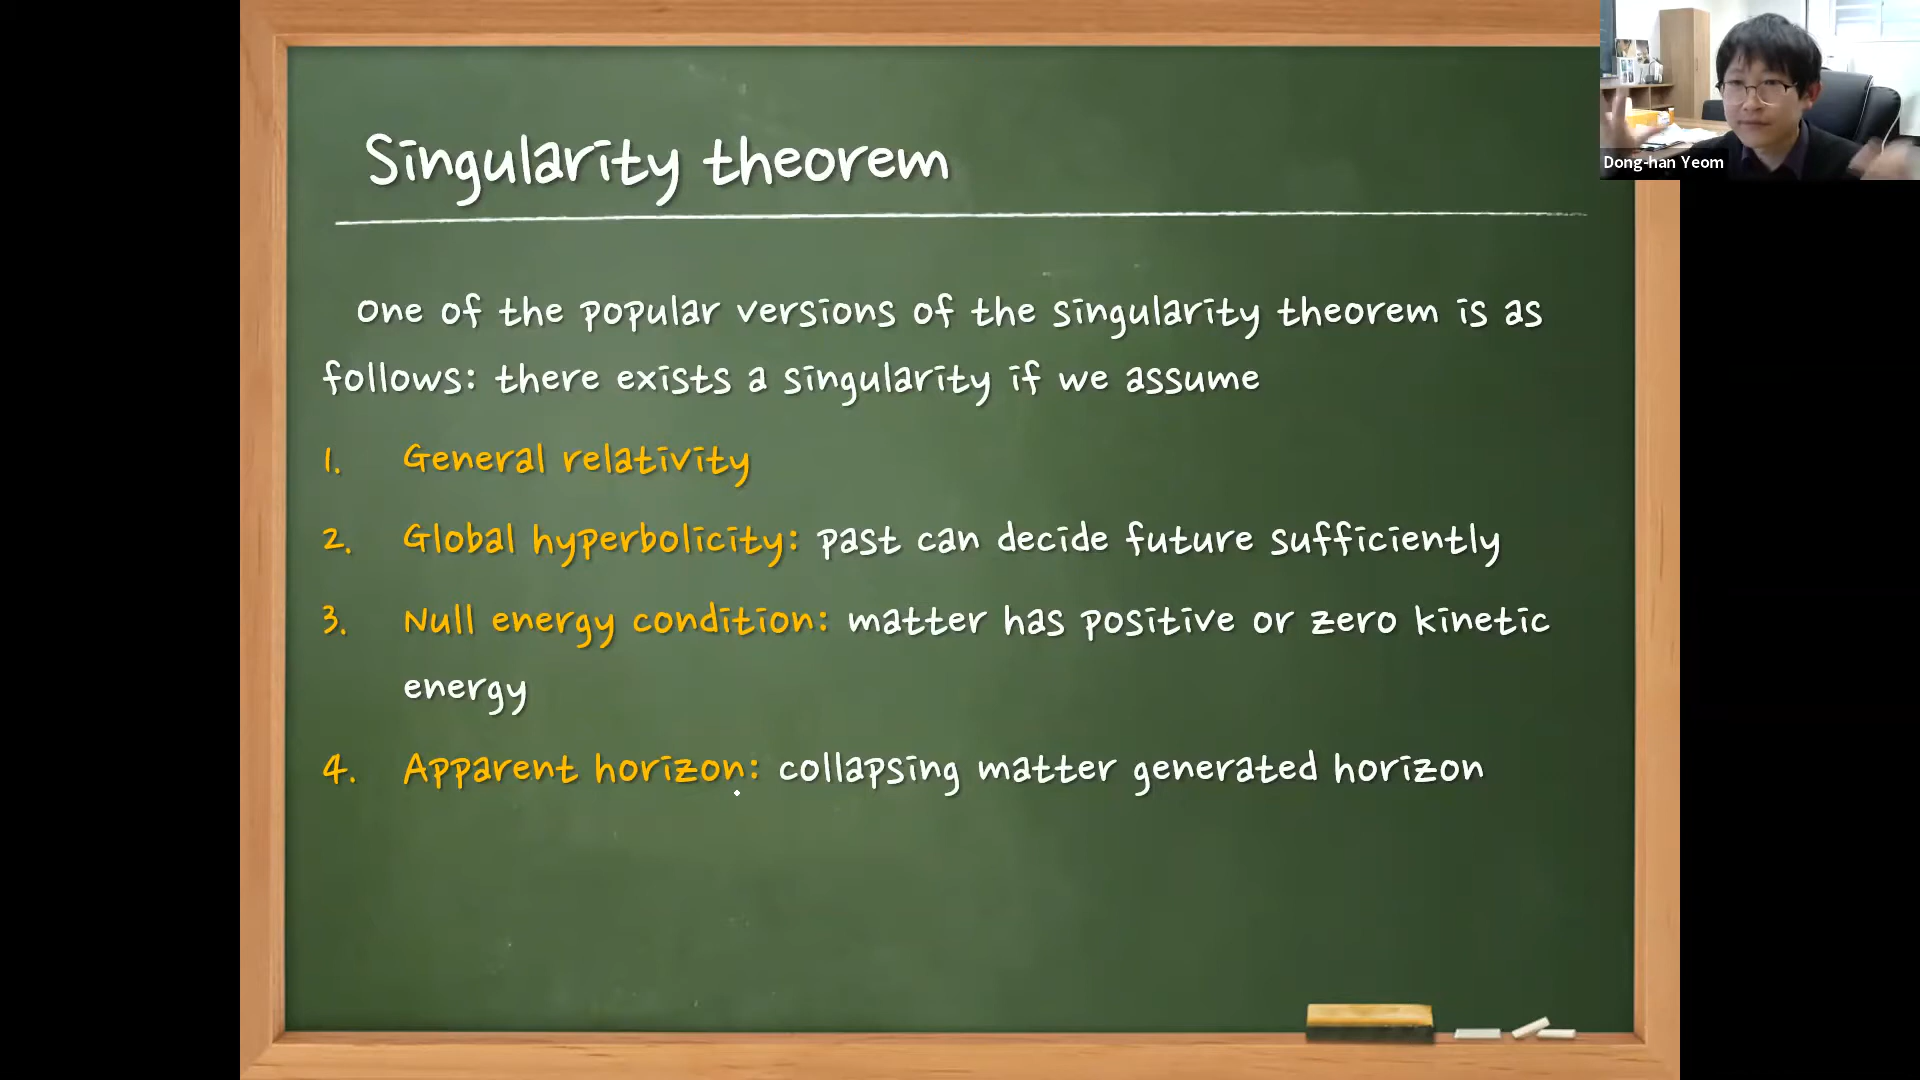 Singularity theorem
Dong-han Yeom
One of the popular versions of the singularity theorem is as
follows: there exists a singularity if we assume
1. General relativity
2. Global hyperbolicity: past can decide future sufficiently
3. Null energy condition: matter has positive or zero kinetic
energy
4. Apparent horizon: collapsing matter generated horizon